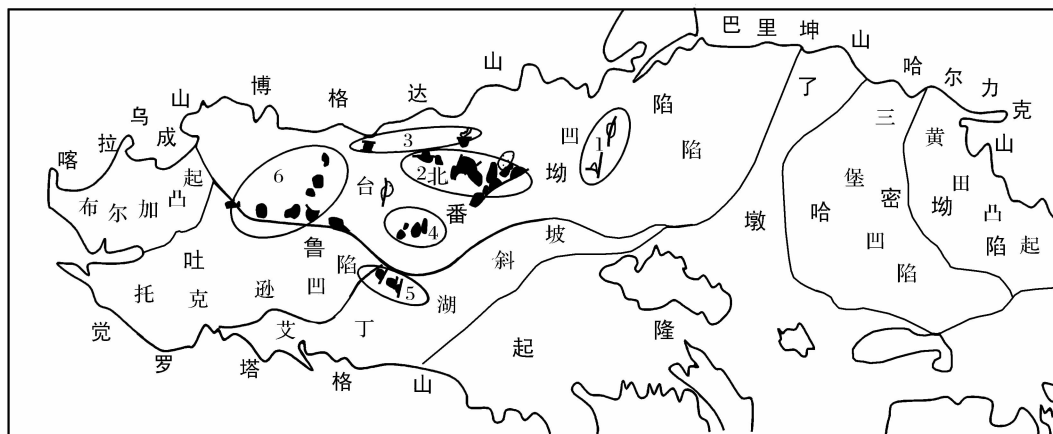 喀拉乌成山
博格达山
巴里坤山
哈尔力克山
布尔加凸起
吐鲁番坳陷
台北凹陷
托克逊凹陷
艾丁湖斜坡
觉罗塔格山
了墩隆起
哈密坳陷
三堡凹陷
黄田凸起
1
2
3
4
5
6